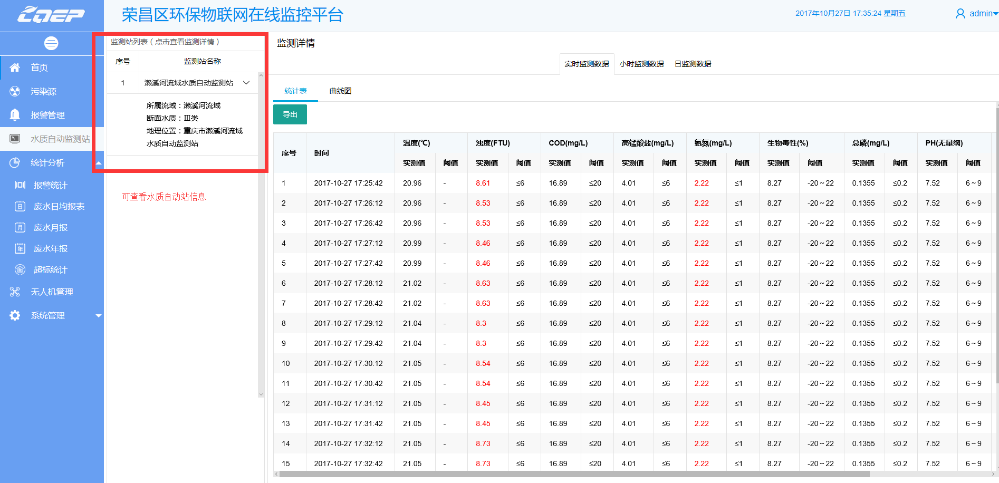 CQEP
荣昌区环保物联网在线监控平台
2017年10月27日 17:35:24 星期五
admin
首页
污染源
报警管理
水质自动监测站
统计分析
报警统计
废水日均报表
废水月报
废水年报
超标统计
无人机管理
系统管理
监测站列表（点击查看监测详情）
序号 监测站名称
1 濑溪河流域水质自动监测站
所属流域：濑溪河流域
断面水质：Ⅲ类
地理位置：重庆市濑溪河流域
水质自动监测站
可查看水质自动站信息
监测详情
实时监测数据 小时监测数据 日监测数据
统计表 曲线图
导出
序号 时间 温度(℃) 浊度(FTU) COD(mg/L) 高锰酸盐(mg/L) 氨氮(mg/L) 生物毒性(%) 总磷(mg/L) PH(无量纲)
实测值 阈值 实测值 阈值 实测值 阈值 实测值 阈值 实测值 阈值 实测值 阈值 实测值 阈值 实测值 阈值
1 2017-10-27 17:25:42 20.96 - 8.61 ≤6 16.89 ≤20 4.01 ≤6 2.22 ≤1 8.27 -20～22 0.1355 ≤0.2 7.52 6～9
2 2017-10-27 17:26:12 20.96 - 8.53 ≤6 16.89 ≤20 4.01 ≤6 2.22 ≤1 8.27 -20～22 0.1355 ≤0.2 7.52 6～9
3 2017-10-27 17:26:42 20.96 - 8.53 ≤6 16.89 ≤20 4.01 ≤6 2.22 ≤1 8.27 -20～22 0.1355 ≤0.2 7.52 6～9
4 2017-10-27 17:27:12 20.99 - 8.46 ≤6 16.89 ≤20 4.01 ≤6 2.22 ≤1 8.27 -20～22 0.1355 ≤0.2 7.52 6～9
5 2017-10-27 17:27:42 20.99 - 8.46 ≤6 16.89 ≤20 4.01 ≤6 2.22 ≤1 8.27 -20～22 0.1355 ≤0.2 7.52 6～9
6 2017-10-27 17:28:12 21.02 - 8.63 ≤6 16.89 ≤20 4.01 ≤6 2.22 ≤1 8.27 -20～22 0.1355 ≤0.2 7.52 6～9
7 2017-10-27 17:28:42 21.02 - 8.63 ≤6 16.89 ≤20 4.01 ≤6 2.22 ≤1 8.27 -20～22 0.1355 ≤0.2 7.52 6～9
8 2017-10-27 17:29:12 21.04 - 8.3 ≤6 16.89 ≤20 4.01 ≤6 2.22 ≤1 8.27 -20～22 0.1355 ≤0.2 7.52 6～9
9 2017-10-27 17:29:42 21.04 - 8.3 ≤6 16.89 ≤20 4.01 ≤6 2.22 ≤1 8.27 -20～22 0.1355 ≤0.2 7.52 6～9
10 2017-10-27 17:30:12 21.05 - 8.54 ≤6 16.89 ≤20 4.01 ≤6 2.22 ≤1 8.27 -20～22 0.1355 ≤0.2 7.52 6～9
11 2017-10-27 17:30:42 21.05 - 8.54 ≤6 16.89 ≤20 4.01 ≤6 2.22 ≤1 8.27 -20～22 0.1355 ≤0.2 7.52 6～9
12 2017-10-27 17:31:12 21.05 - 8.45 ≤6 16.89 ≤20 4.01 ≤6 2.22 ≤1 8.27 -20～22 0.1355 ≤0.2 7.52 6～9
13 2017-10-27 17:31:42 21.05 - 8.45 ≤6 16.89 ≤20 4.01 ≤6 2.22 ≤1 8.27 -20～22 0.1355 ≤0.2 7.52 6～9
14 2017-10-27 17:32:12 21.05 - 8.73 ≤6 16.89 ≤20 4.01 ≤6 2.22 ≤1 8.27 -20～22 0.1355 ≤0.2 7.52 6～9
15 2017-10-27 17:32:42 21.05 - 8.73 ≤6 16.89 ≤20 4.01 ≤6 2.22 ≤1 8.27 -20～22 0.1355 ≤0.2 7.52 6～9